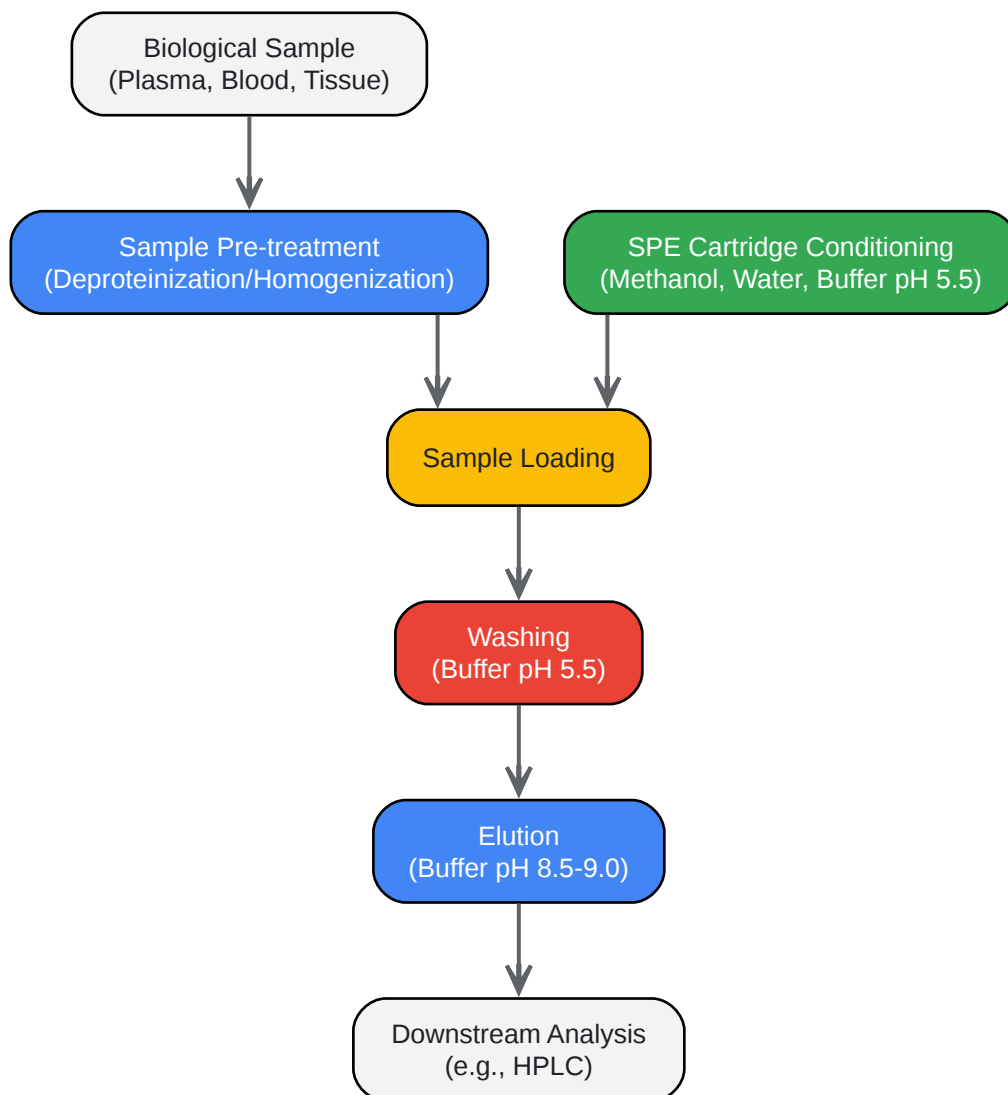 Biological Sample
(Plasma, Blood, Tissue)
Sample Pre-treatment
(Deproteinization/Homogenization)
SPE Cartridge Conditioning
(Methanol, Water, Buffer pH 5.5)
Sample Loading
Washing
(Buffer pH 5.5)
Elution
(Buffer pH 8.5-9.0)
Downstream Analysis
(e.g., HPLC)